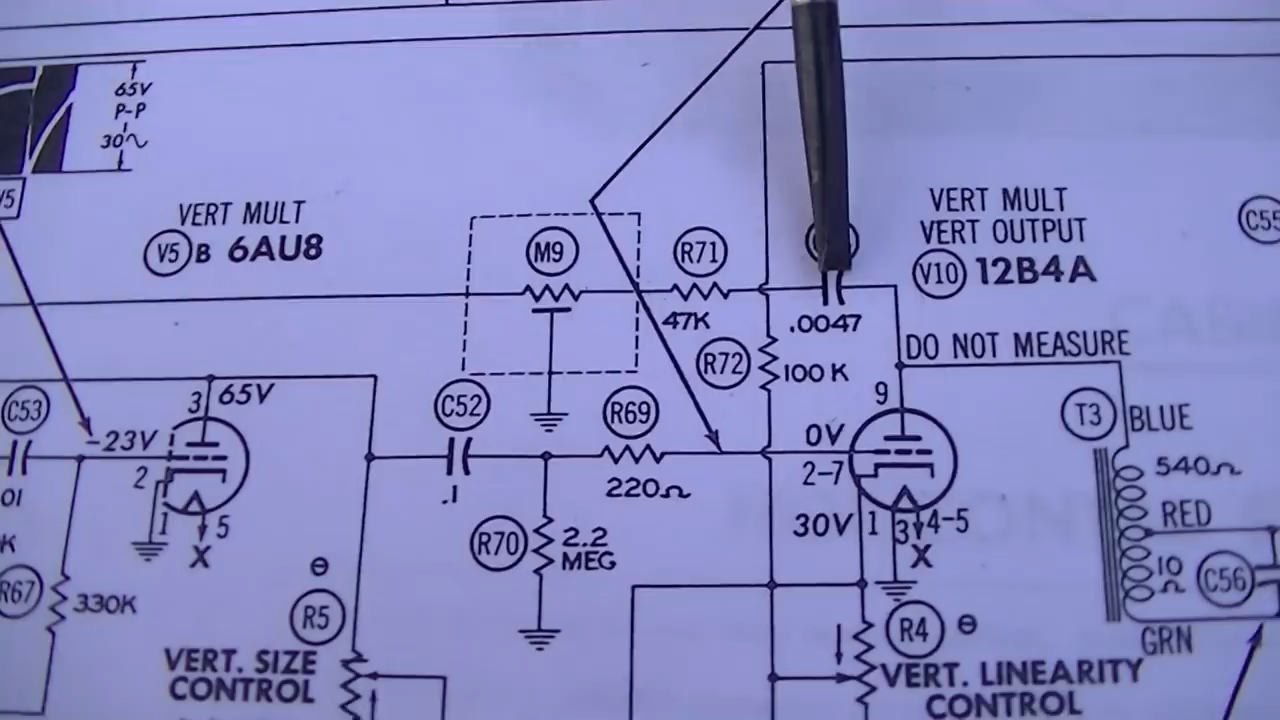 65V
P-P
30∿
V5
VERT MULT
V5 B 6AU8
M9
R71
47K
.0047
VERT MULT
VERT OUTPUT
V10 12B4A
C55
DO NOT MEASURE
R72
100K
C53
.01
3
65V
-23V
2
1
5
X
K
R67
330K
C52
.1
R69
220Ω
R70
2.2
MEG
9
0V
2-7
30V
1
3
4-5
X
T3
BLUE
540Ω
RED
10
Ω
C56
GRN
θ
R5
VERT. SIZE
CONTROL
R4 θ
VERT. LINEARITY
CONTROL